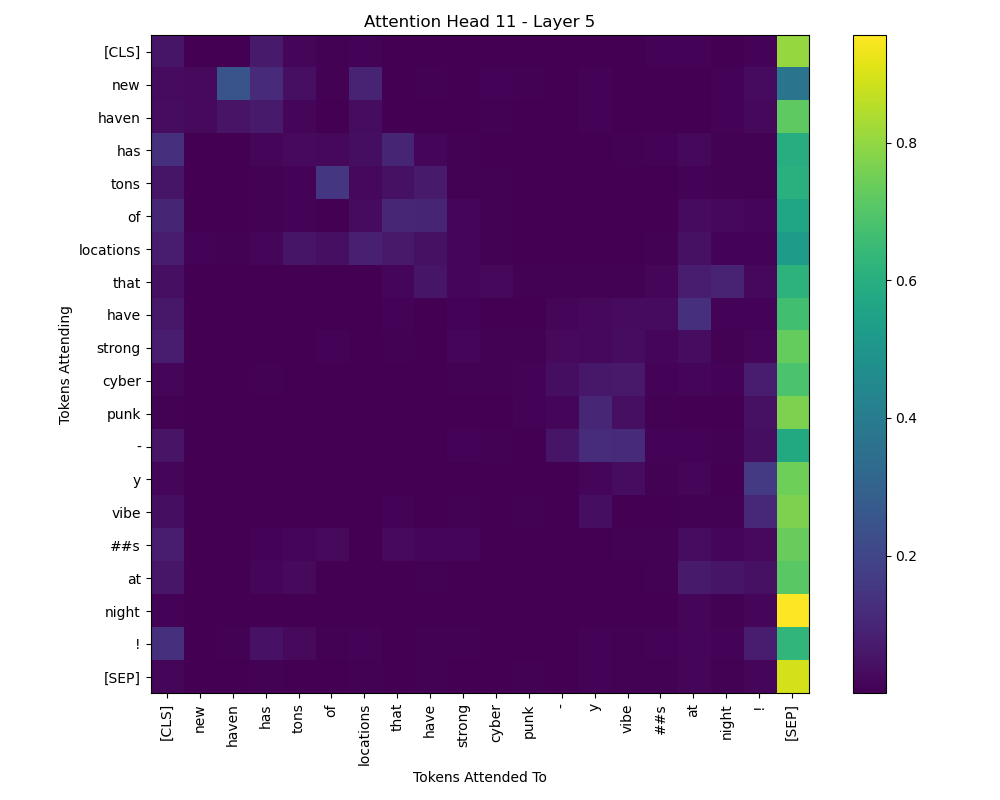 Attention Head 11 - Layer 5
Tokens Attending
[CLS]
new
haven
has
tons
of
locations
that
have
strong
cyber
punk
-
y
vibe
##s
at
night
!
[SEP]
[CLS]
new
haven
has
tons
of
locations
that
have
strong
cyber
punk
-
y
vibe
##s
at
night
!
[SEP]
Tokens Attended To
0.8
0.6
0.4
0.2